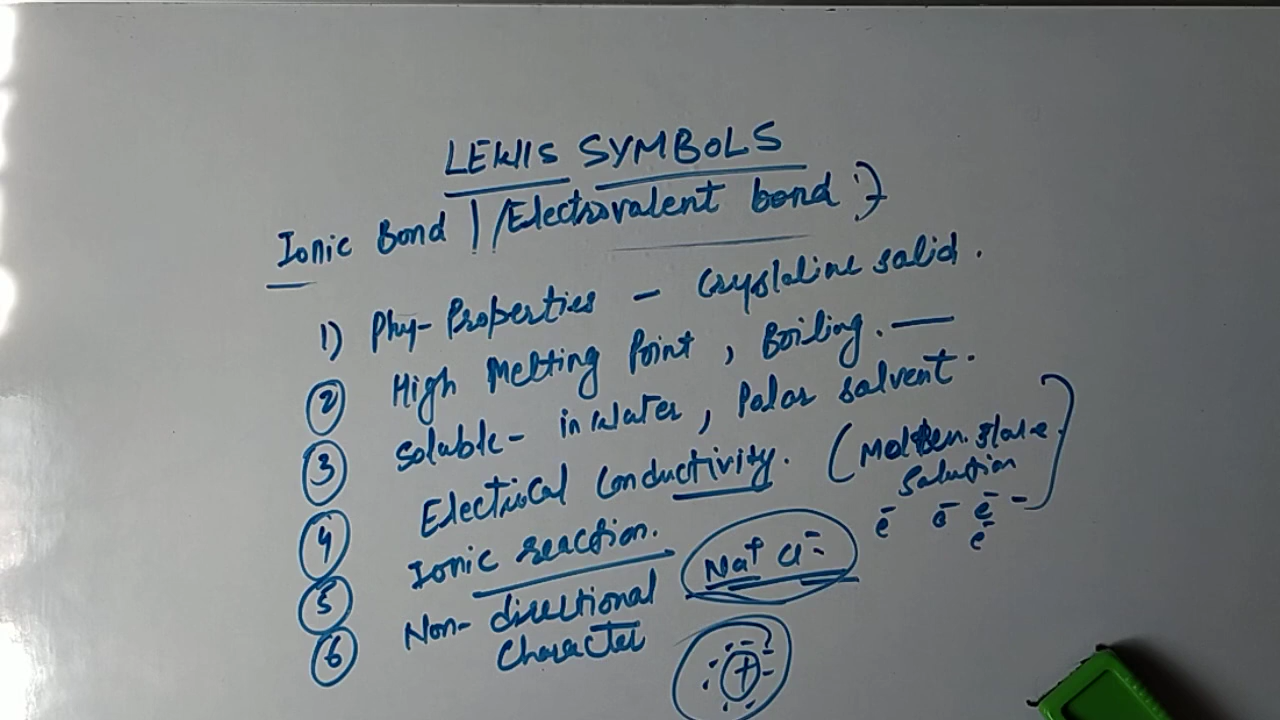 LEWIS SYMBOLS
Ionic Bond //Electrovalent bond :-
1) Phy- Properties - Crystaline solid.
② High Melting Point, Boiling. —
③ Soluble- in Water, Polar solvent.
④ Electrical conductivity. (Molten. state.
solution
e⁻ e⁻ e⁻ -
e⁻
⑤ Ionic reaction. Na⁺ Cl⁻
⑥ Non-directional
character
+